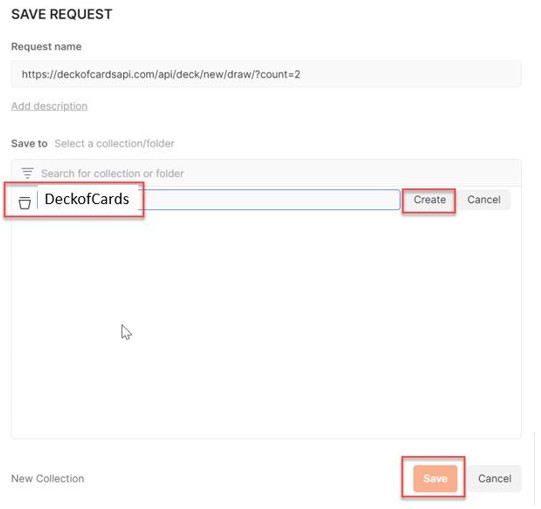 SAVE REQUEST
Request name
https://deckofcardsapi.com/api/deck/new/draw/?count=2
Add description
Save to Select a collection/folder
Search for collection or folder
DeckofCards Create Cancel
New Collection Save Cancel